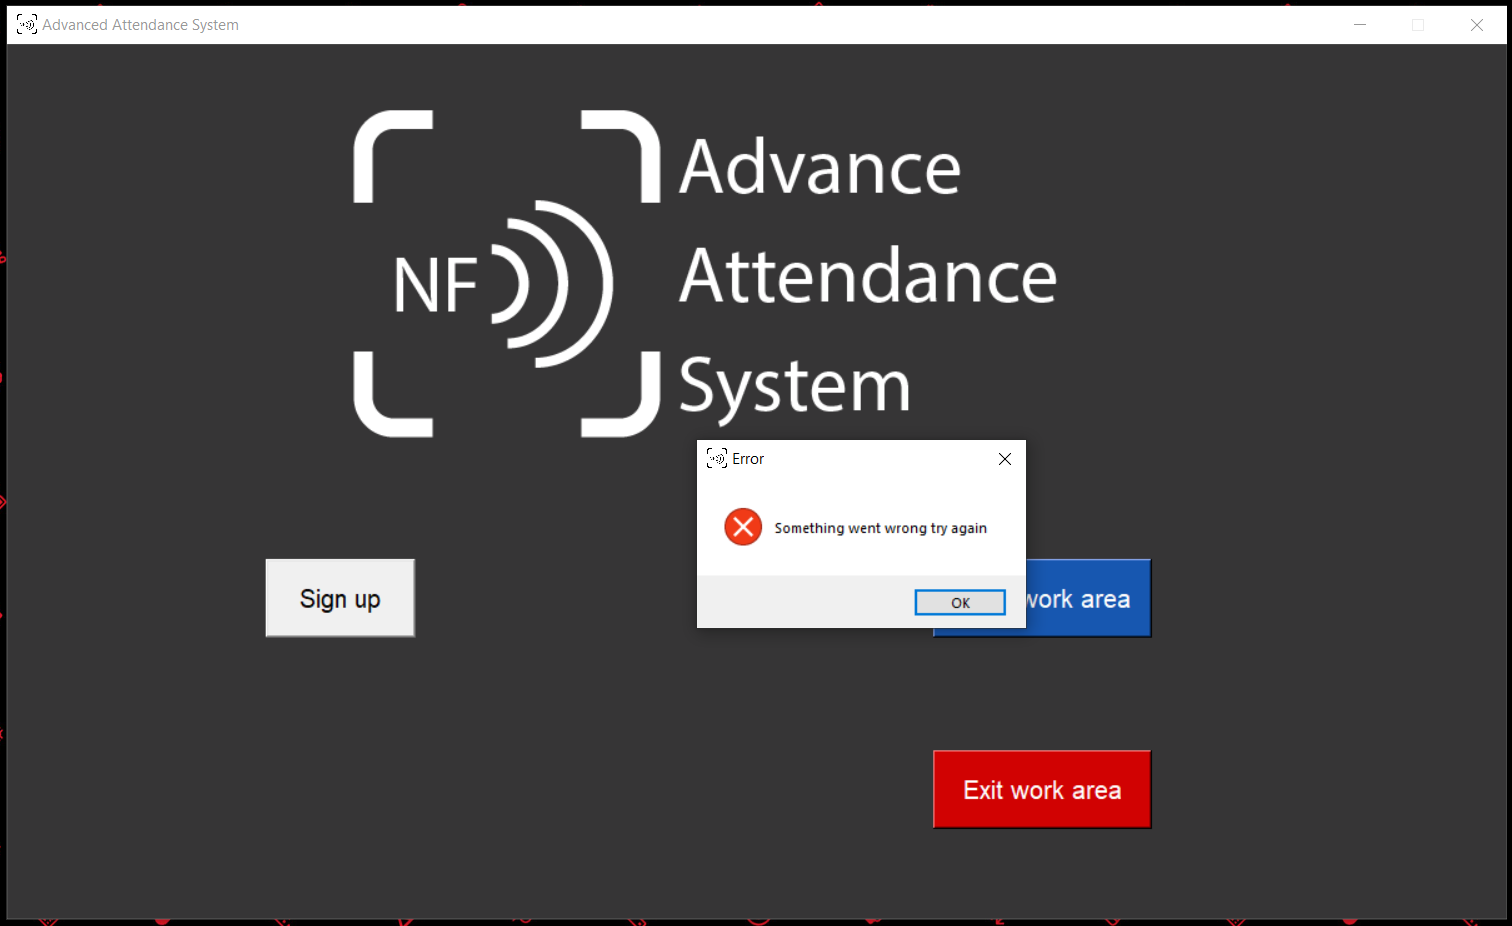 Advanced Attendance System
Advance
NF
Attendance
System
Error
Something went wrong try again
OK
Sign up
work area
Exit work area